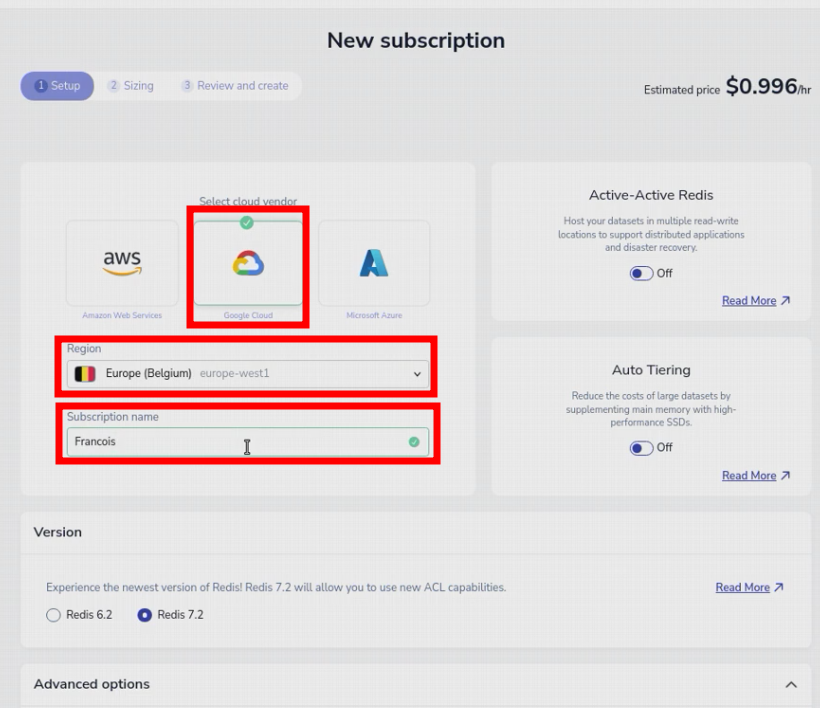 New subscription
1 Setup
2 Sizing
3 Review and create
Estimated price $0.996/hr
Select cloud vendor
aws
Amazon Web Services
Google Cloud
Microsoft Azure
Region
Europe (Belgium) europe-west1
Subscription name
Francois
Active-Active Redis
Host your datasets in multiple read-write
locations to support distributed applications
and disaster recovery.
Off
Read More
Auto Tiering
Reduce the costs of large datasets by
supplementing main memory with high-
performance SSDs.
Off
Read More
Version
Experience the newest version of Redis! Redis 7.2 will allow you to use new ACL capabilities.
Read More
Redis 6.2
Redis 7.2
Advanced options